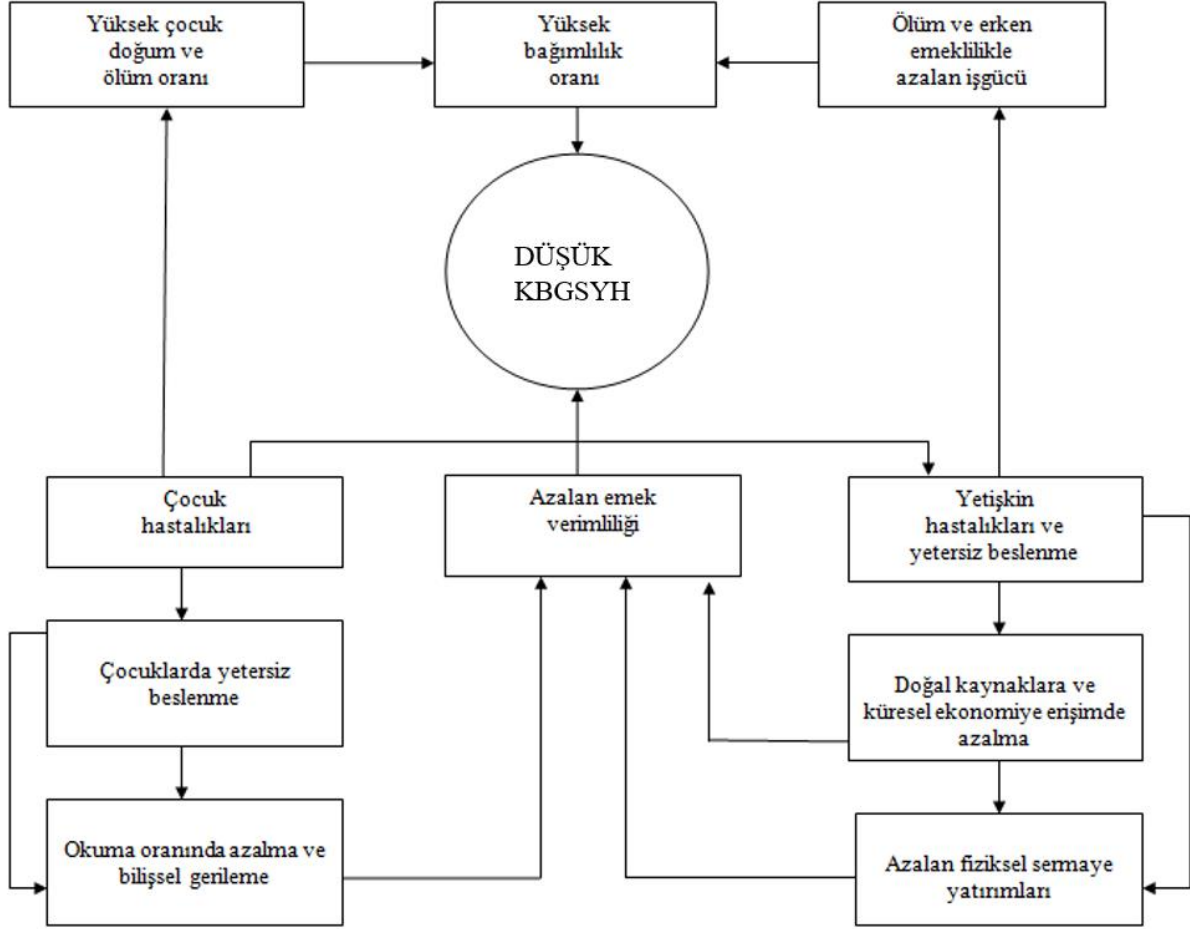 Yüksek çocuk
doğum ve
ölüm oranı
Yüksek
bağımlılık
oranı
Ölüm ve erken
emeklilikle
azalan işgücü
DÜŞÜK
KBGSYH
Çocuk
hastalıkları
Azalan emek
verimliliği
Yetişkin
hastalıkları ve
yetersiz beslenme
Çocuklarda yetersiz
beslenme
Doğal kaynaklara ve
küresel ekonomiye erişimde
azalma
Okuma oranında azalma ve
bilişsel gerileme
Azalan fiziksel sermaye
yatırımları